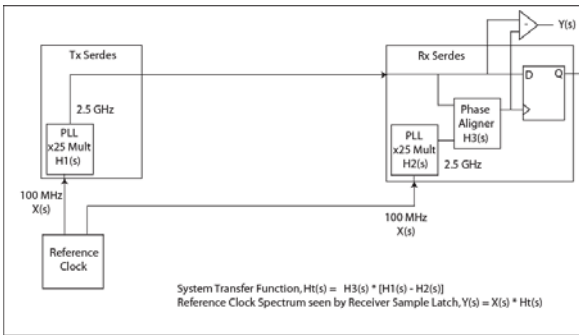 Y(s)
Tx Serdes
Rx Serdes
D
Q
2.5 GHz
Phase
Aligner
H3(s)
PLL
x25 Mult
H1(s)
PLL
x25 Mult
H2(s)
2.5 GHz
100 MHz
X(s)
100 MHz
X(s)
Reference
Clock
System Transfer Function, Ht(s) = H3(s) * [H1(s) - H2(s)]
Reference Clock Spectrum seen by Receiver Sample Latch, Y(s) = X(s) * Ht(s)